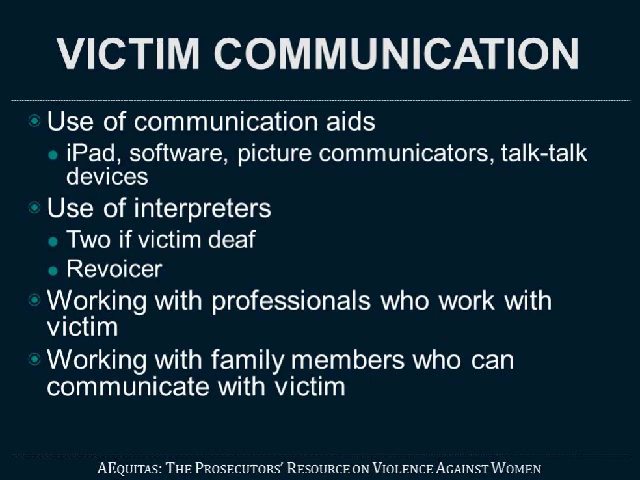 VICTIM COMMUNICATION
Use of communication aids
iPad, software, picture communicators, talk-talk
devices
Use of interpreters
Two if victim deaf
Revoicer
Working with professionals who work with
victim
Working with family members who can
communicate with victim
AEquitas: The Prosecutors’ Resource on Violence Against Women